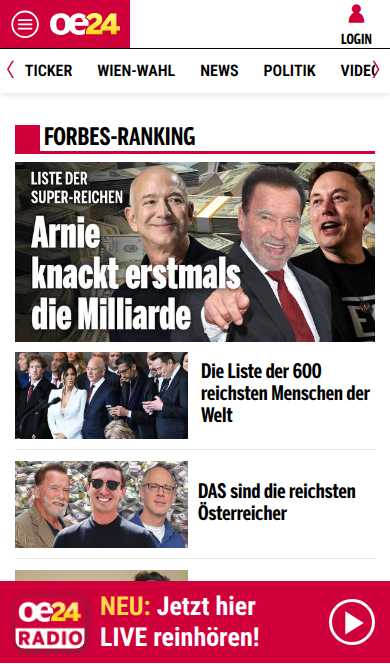 oe24
LOGIN
TICKER
WIEN-WAHL
NEWS
POLITIK
VIDEO
FORBES-RANKING
LISTE DER
SUPER-REICHEN
Arnie
knackt erstmals
die Milliarde
Die Liste der 600
reichsten Menschen der
Welt
DAS sind die reichsten
Österreicher
oe24
RADIO
NEU: Jetzt hier
LIVE reinhören!